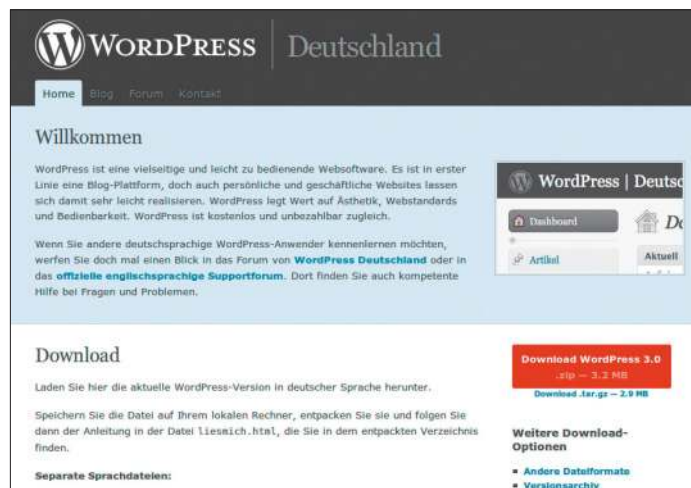 WORDPRESS | Deutschland
Home Blog Forum Kontakt
Willkommen
WordPress ist eine vielseitige und leicht zu bedienende Websoftware. Es ist in erster
Linie eine Blog-Plattform, doch auch persönliche und geschäftliche Websites lassen
sich damit sehr leicht realisieren. WordPress legt Wert auf Ästhetik, Webstandards
und Bedienbarkeit. WordPress ist kostenlos und unbezahlbar zugleich.
Wenn Sie andere deutschsprachige WordPress-Anwender kennenlernen möchten,
werfen Sie doch mal einen Blick in das Forum von WordPress Deutschland oder in
das offizielle englischsprachige Supportforum. Dort finden Sie auch kompetente
Hilfe bei Fragen und Problemen.
WordPress | Deutsc
Dashboard
Artikel
Aktuell
Download
Laden Sie hier die aktuelle WordPress-Version in deutscher Sprache herunter.
Speichern Sie die Datei auf Ihrem lokalen Rechner, entpacken Sie sie und folgen Sie
dann der Anleitung in der Datei liesmich.html, die Sie in dem entpackten Verzeichnis
finden.
Separate Sprachdateien:
Download WordPress 3.0
.zip — 3.2 MB
Download .tar.gz — 2.9 MB
Weitere Download-
Optionen
Andere Dateiformate
Versionsarchiv